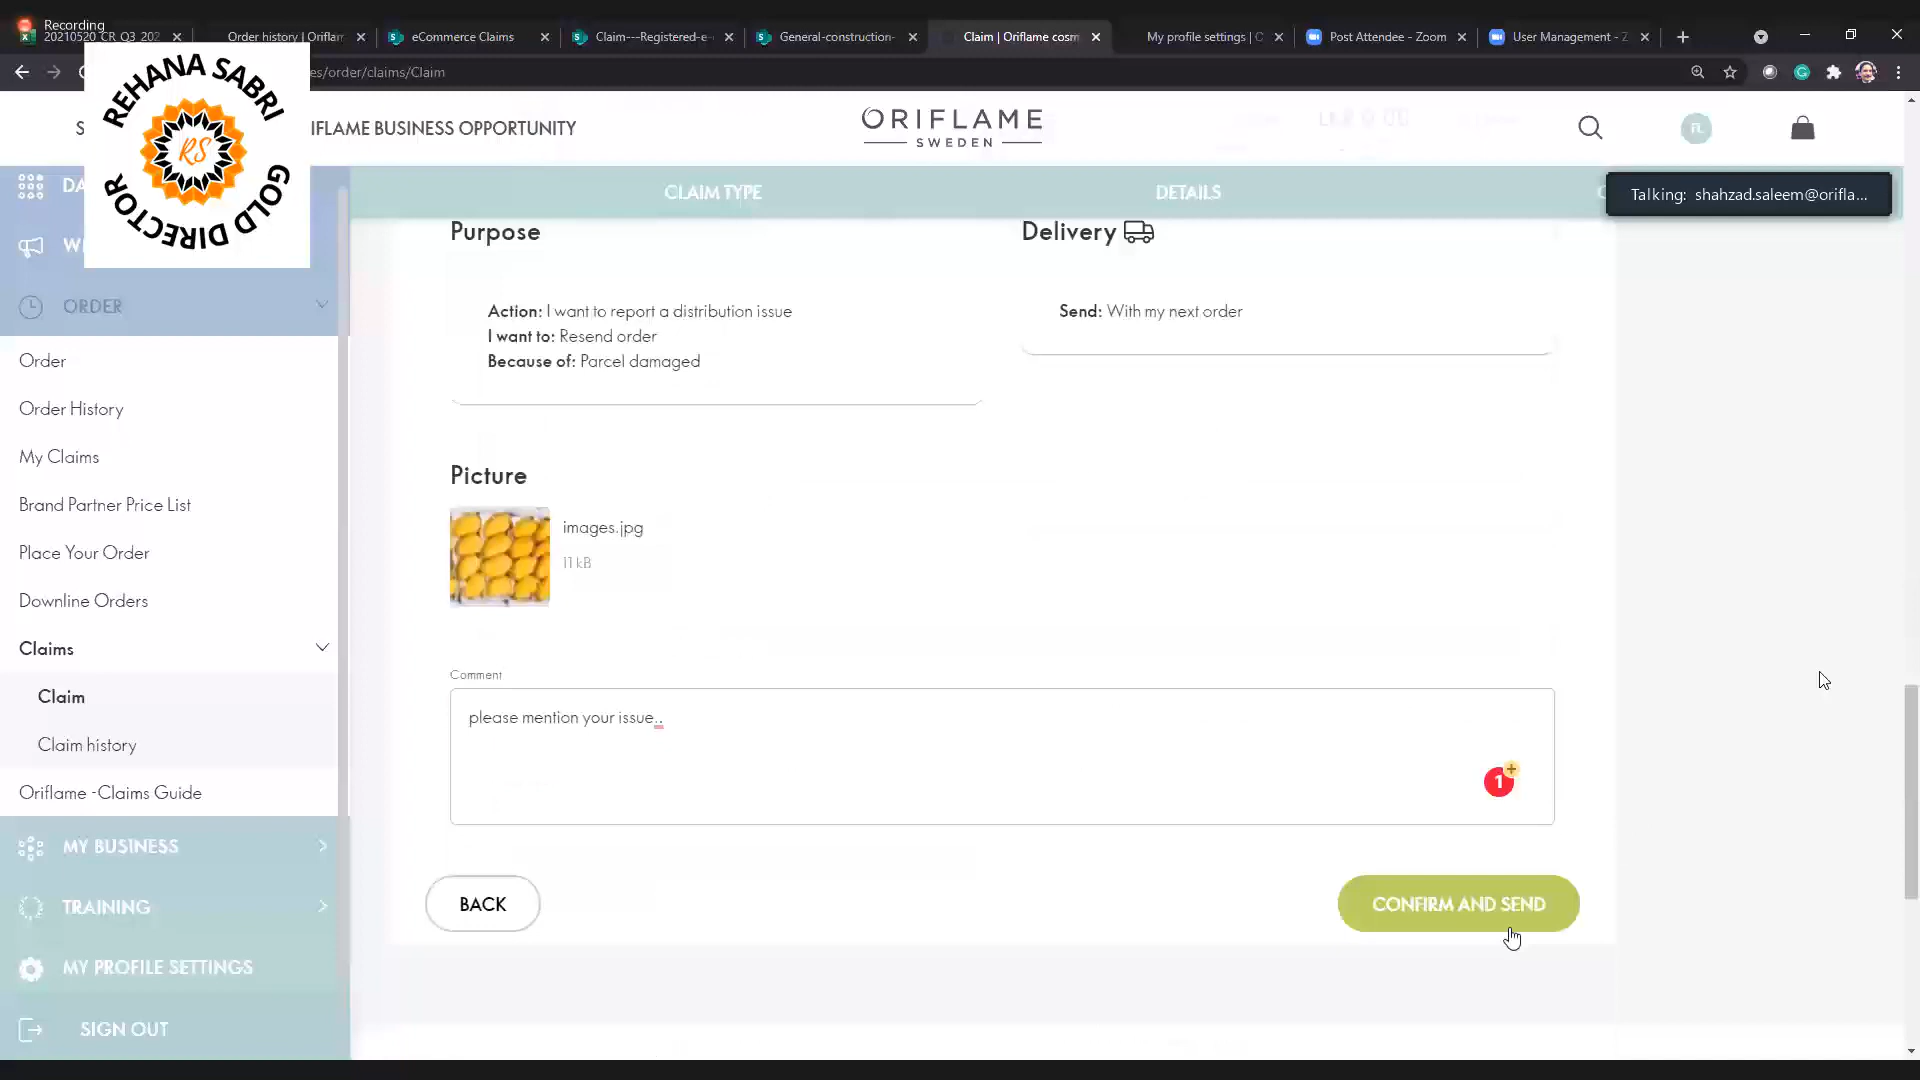 Recording
20210520_CR_Q3_202
Order history | Oriflar
eCommerce Claims
Claim---Registered-e-
General-construction-
Claim | Oriflame cosm
My profile settings | O
Post Attendee - Zoom
User Management - Z
es/order/claims/Claim
REHANA SABRI
RS
GOLD DIRECTOR
S
IFLAME BUSINESS OPPORTUNITY
ORIFLAME
SWEDEN
FL
DA
CLAIM TYPE
DETAILS
Talking: shahzad.saleem@orifla...
WE
ORDER
Order
Order History
My Claims
Brand Partner Price List
Place Your Order
Downline Orders
Claims
Claim
Claim history
Oriflame -Claims Guide
MY BUSINESS
TRAINING
MY PROFILE SETTINGS
SIGN OUT
Purpose
Action: I want to report a distribution issue
I want to: Resend order
Because of: Parcel damaged
Delivery
Send: With my next order
Picture
images.jpg
11 kB
Comment
please mention your issue..
1
BACK
CONFIRM AND SEND